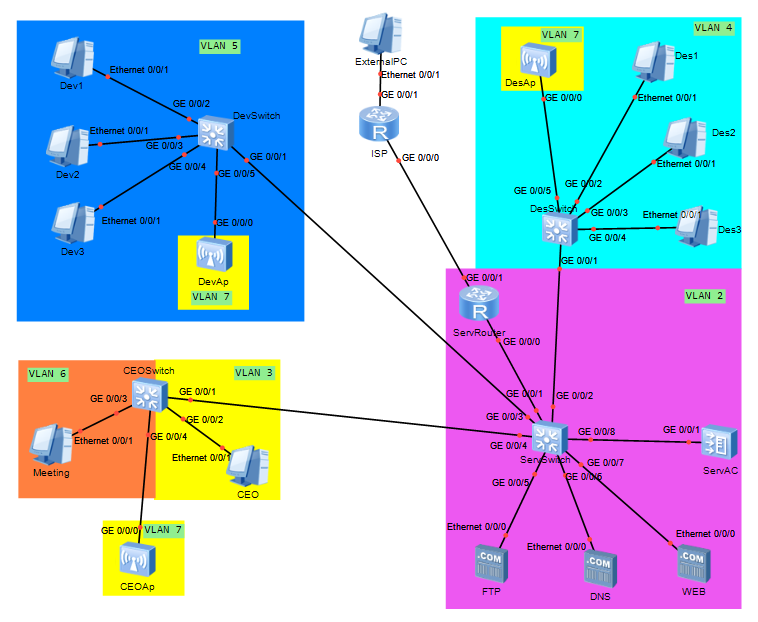 VLAN 5
Dev1
Ethernet 0/0/1
GE 0/0/2
DevSwitch
Ethernet 0/0/1
GE 0/0/3
Dev2
GE 0/0/4
GE 0/0/1
GE 0/0/5
Ethernet 0/0/1
Dev3
GE 0/0/0
DevAp
VLAN 7
ExternalPC
Ethernet 0/0/1
GE 0/0/1
ISP
GE 0/0/0
VLAN 4
VLAN 7
Des1
DesAp
GE 0/0/0
Ethernet 0/0/1
Des2
Ethernet 0/0/1
GE 0/0/5
GE 0/0/2
DesSwitch
GE 0/0/3
Ethernet 0/0/1
Des3
GE 0/0/4
GE 0/0/1
GE 0/0/1
VLAN 2
ServRouter
GE 0/0/0
VLAN 6
CEOSwitch
VLAN 3
GE 0/0/3
GE 0/0/1
GE 0/0/2
Ethernet 0/0/1
GE 0/0/4
Meeting
Ethernet 0/0/1
CEO
GE 0/0/0
VLAN 7
CEOAp
GE 0/0/1
GE 0/0/2
GE 0/0/3
GE 0/0/8
GE 0/0/1
GE 0/0/4
ServSwitch
GE 0/0/7
ServAC
GE 0/0/5
GE 0/0/6
Ethernet 0/0/0
Ethernet 0/0/0
Ethernet 0/0/0
.COM
.COM
.COM
FTP
DNS
WEB